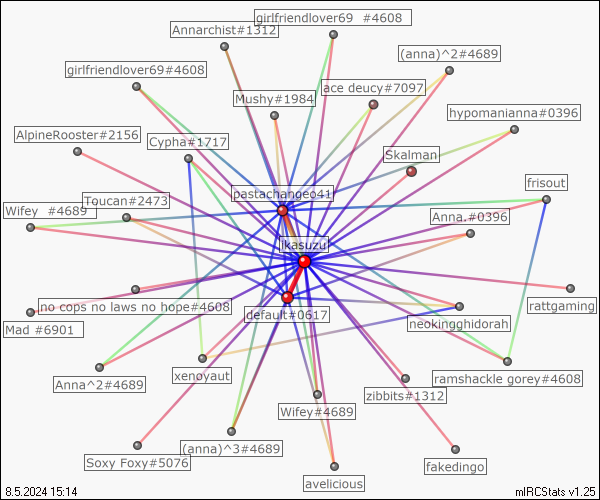 girlfriendlover69 #4608
Annarchist#1312
(anna)^2#4689
girlfriendlover69#4608
ace deucy#7097
Mushy#1984
hypomanianna#0396
AlpineRooster#2156
Cypha#1717
Skalman
frisout
pastachangeo41
Toucan#2473
Wifey #4689
Anna.#0396
ikasuzu
no cops no laws no hope#4608
rattgaming
default#0617
neokingghidorah
Mad #6901
xenoyaut
ramshackle gorey#4608
Anna^2#4689
zibbits#1312
Wifey#4689
(anna)^3#4689
Soxy Foxy#5076
fakedingo
avelicious
8.5.2024 15:14
mIRCStats v1.25